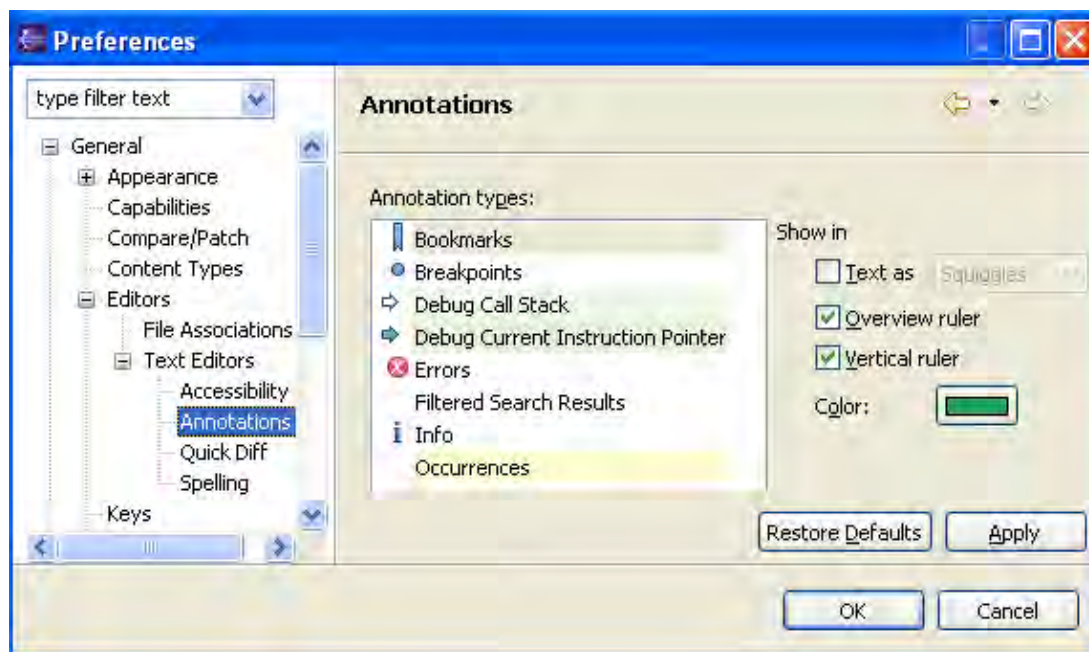 Preferences
type filter text
General
Appearance
Capabilities
Compare/Patch
Content Types
Editors
File Associations
Text Editors
Accessibility
Annotations
Quick Diff
Spelling
Keys
Annotations
Annotation types:
Bookmarks
Breakpoints
Debug Call Stack
Debug Current Instruction Pointer
Errors
Filtered Search Results
Info
Occurrences
Show in
Text as Squiggles
Overview ruler
Vertical ruler
Color:
Restore Defaults Apply
OK Cancel